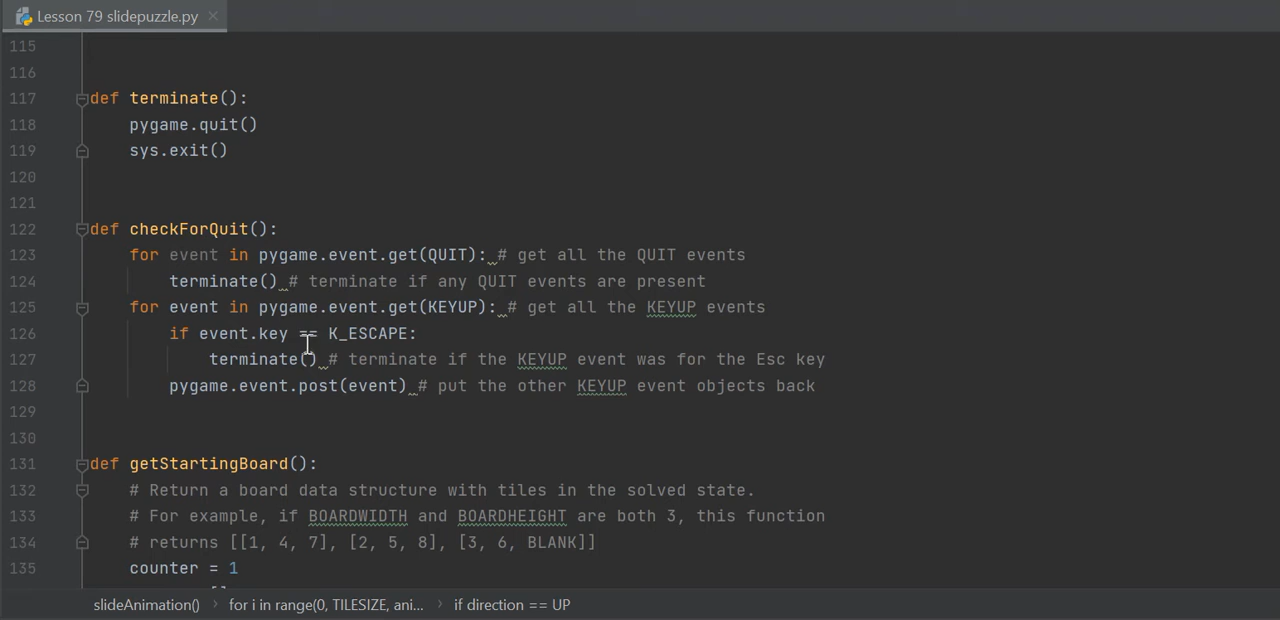 Lesson 79 slidepuzzle.py
115
116
117 def terminate():
118 pygame.quit()
119 sys.exit()
120
121
122 def checkForQuit():
123 for event in pygame.event.get(QUIT): # get all the QUIT events
124 terminate() # terminate if any QUIT events are present
125 for event in pygame.event.get(KEYUP): # get all the KEYUP events
126 if event.key == K_ESCAPE:
127 terminate() # terminate if the KEYUP event was for the Esc key
128 pygame.event.post(event) # put the other KEYUP event objects back
129
130
131 def getStartingBoard():
132 # Return a board data structure with tiles in the solved state.
133 # For example, if BOARDWIDTH and BOARDHEIGHT are both 3, this function
134 # returns [[1, 4, 7], [2, 5, 8], [3, 6, BLANK]]
135 counter = 1
slideAnimation() › for i in range(0, TILESIZE, ani... › if direction == UP